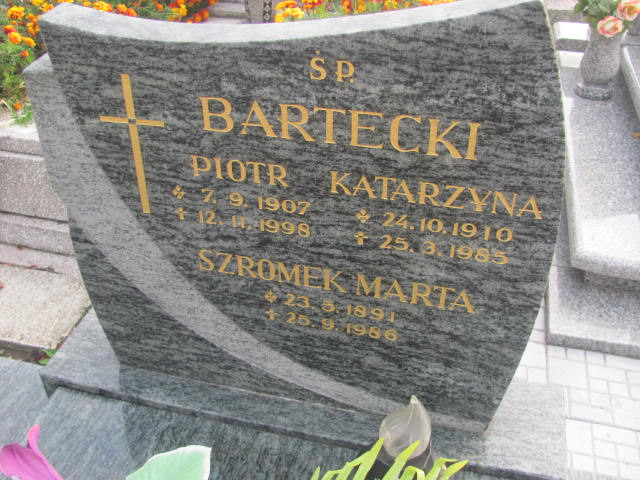 Ś.P.
BARTECKI
PIOTR
7.9.1907
12.11.1998
KATARZYNA
24.10.1910
25.3.1985
SZROMEK MARTA
23.5.1891
25.9.1986